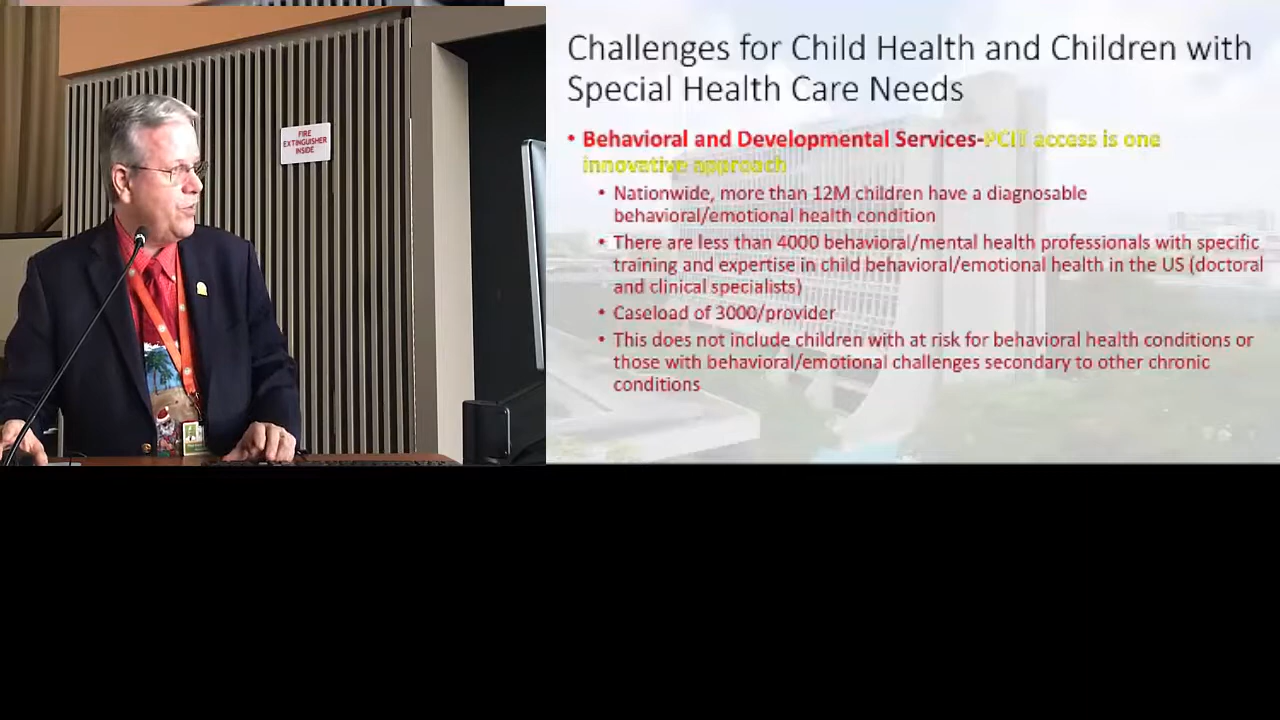 FIRE
EXTINGUISHER
INSIDE
Challenges for Child Health and Children with
Special Health Care Needs
• Behavioral and Developmental Services-PCIT access is one
innovative approach
• Nationwide, more than 12M children have a diagnosable
behavioral/emotional health condition
• There are less than 4000 behavioral/mental health professionals with specific
training and expertise in child behavioral/emotional health in the US (doctoral
and clinical specialists)
• Caseload of 3000/provider
• This does not include children with at risk for behavioral health conditions or
those with behavioral/emotional challenges secondary to other chronic
conditions